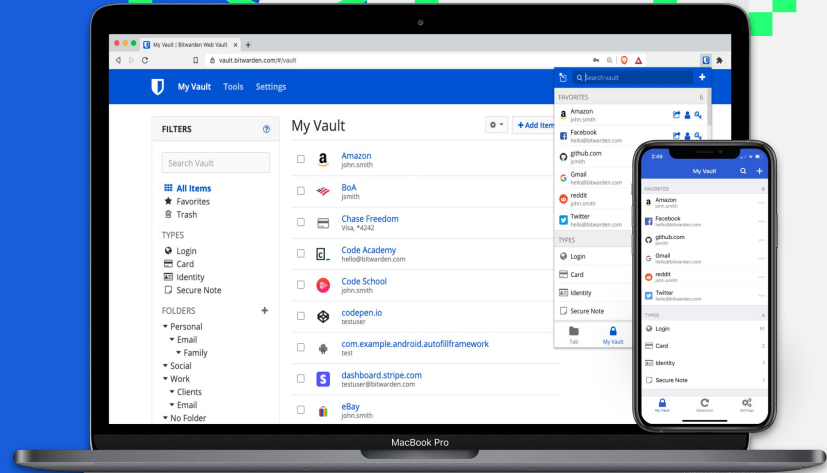 My Vault | Bitwarden Web Vault
vault.bitwarden.com/#/vault
My Vault Tools Settings
FILTERS
Search Vault
All Items
Favorites
Trash
TYPES
Login
Card
Identity
Secure Note
FOLDERS
Personal
Email
Family
Social
Work
Clients
Email
No Folder
My Vault
+ Add Item
Amazon
john.smith
BoA
jsmith
Chase Freedom
Visa, *4242
Code Academy
hello@bitwarden.com
Code School
john.smith
codepen.io
testuser
com.example.android.autofillframework
test
dashboard.stripe.com
testuser@bitwarden.com
eBay
john.smith
Search vault
FAVORITES 6
Amazon
john.smith
Facebook
hello@bitwarden.com
github.com
jsmith
Gmail
hello@bitwarden.com
reddit
john.smith
Twitter
hello@bitwarden.com
TYPES
Login
Card
Identity
Secure Note
Tab
My Vault
2:49
My Vault
FAVORITES 6
Amazon
john.smith
Facebook
hello@bitwarden.com
github.com
jsmith
Gmail
hello@bitwarden.com
reddit
john.smith
Twitter
hello@bitwarden.com
TYPES 4
Login
Card 2
Identity 1
Secure Note 1
My Vault
Generator
Settings
MacBook Pro